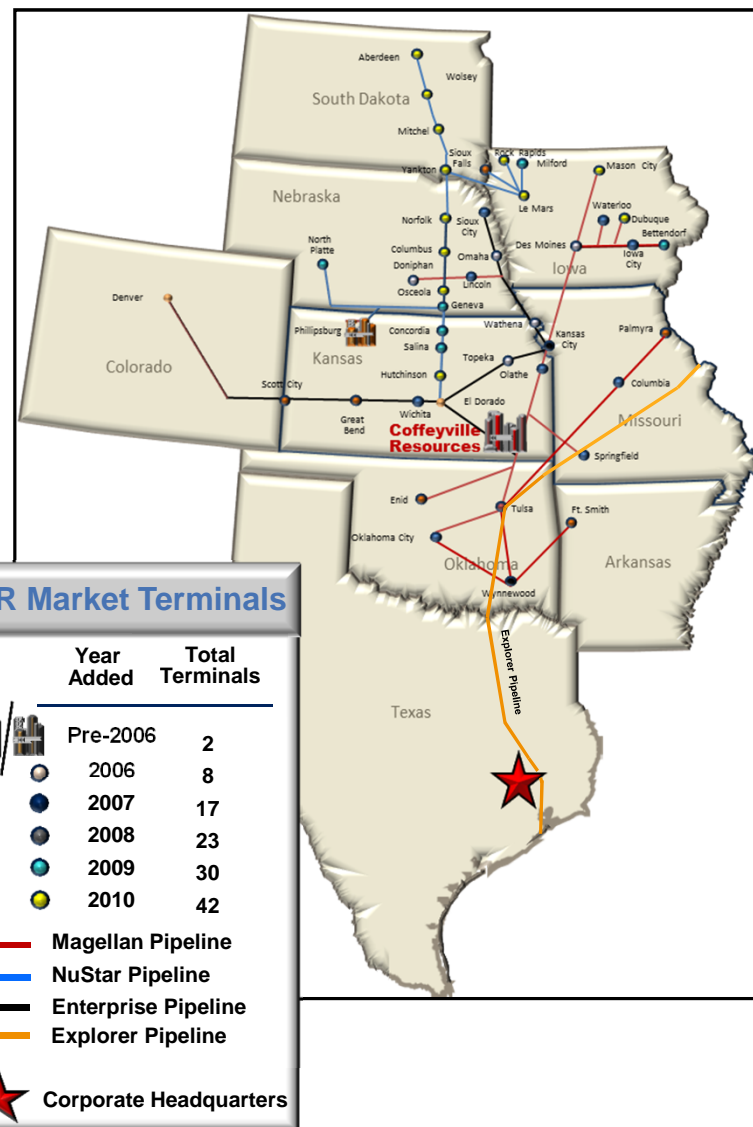 Aberdeen
Wolsey
South Dakota
Mitchel
Sioux
Falls
Rock Rapids
Milford
Yankton
Mason City
Nebraska
Le Mars
Waterloo
Dubuque
Norfolk
Sioux
City
Bettendorf
Des Moines
Iowa
City
Iowa
North
Platte
Columbus
Omaha
Doniphan
Lincoln
Osceola
Geneva
Denver
Phillipsburg
Concordia
Wathena
Kansas
City
Palmyra
Colorado
Kansas
Salina
Topeka
Olathe
Scott City
Hutchinson
Columbia
Great
Bend
Wichita
El Dorado
Missouri
Coffeyville
Resources
Springfield
Enid
Tulsa
Ft. Smith
Oklahoma City
Oklahoma
Arkansas
Wynnewood
Explorer Pipeline
Texas
R Market Terminals
Year
Added
Total
Terminals
Pre-2006 2
2006 8
2007 17
2008 23
2009 30
2010 42
Magellan Pipeline
NuStar Pipeline
Enterprise Pipeline
Explorer Pipeline
Corporate Headquarters